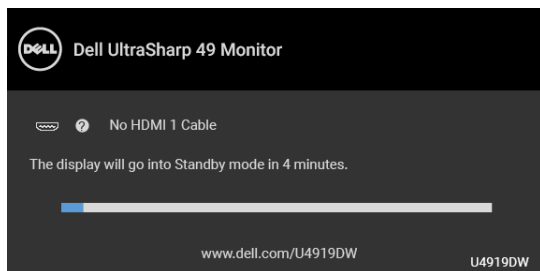 DELL
Dell UltraSharp 49 Monitor
? No HDMI 1 Cable
The display will go into Standby mode in 4 minutes.
www.dell.com/U4919DW
U4919DW